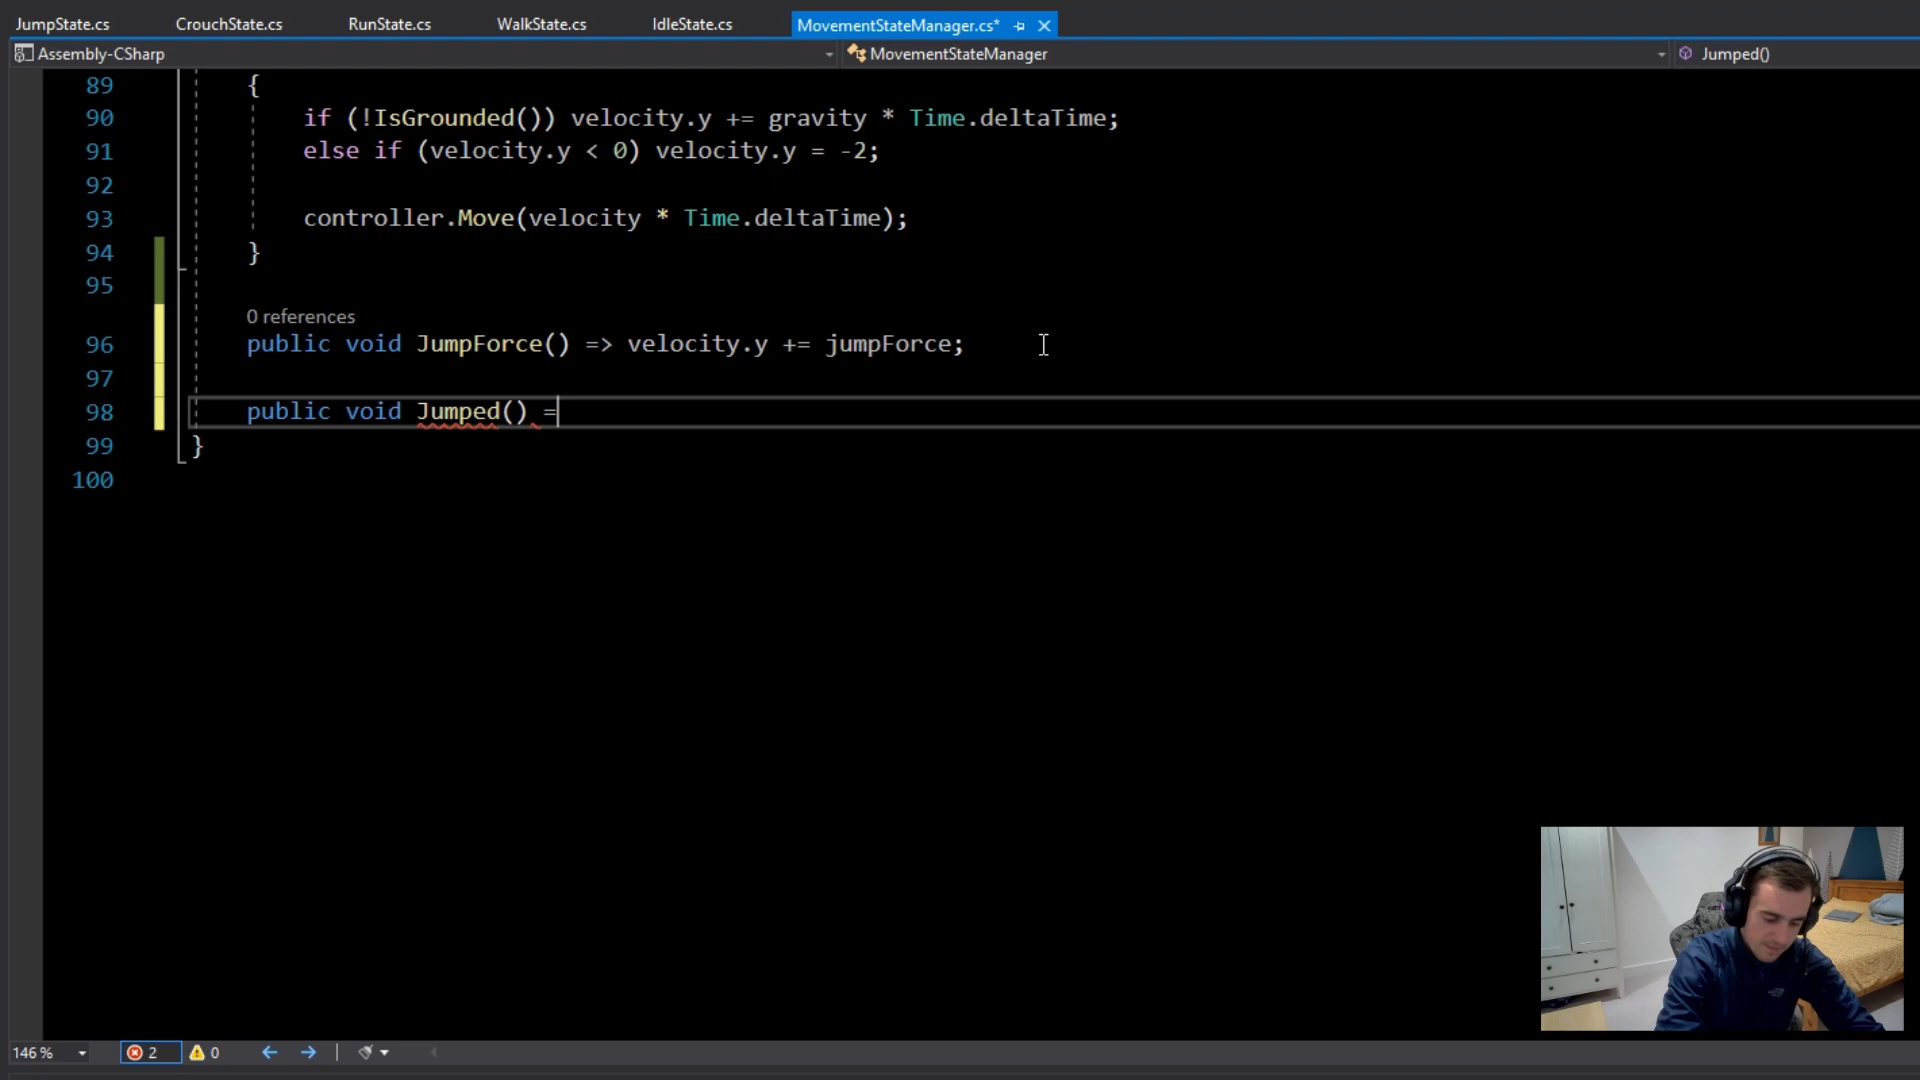 JumpState.cs CrouchState.cs RunState.cs WalkState.cs IdleState.cs MovementStateManager.cs*
Assembly-CSharp MovementStateManager Jumped()
89 {
90 if (!IsGrounded()) velocity.y += gravity * Time.deltaTime;
91 else if (velocity.y < 0) velocity.y = -2;
92
93 controller.Move(velocity * Time.deltaTime);
94 }
95
0 references
96 public void JumpForce() => velocity.y += jumpForce;
97
98 public void Jumped() =
99 }
100
146 % 2 0